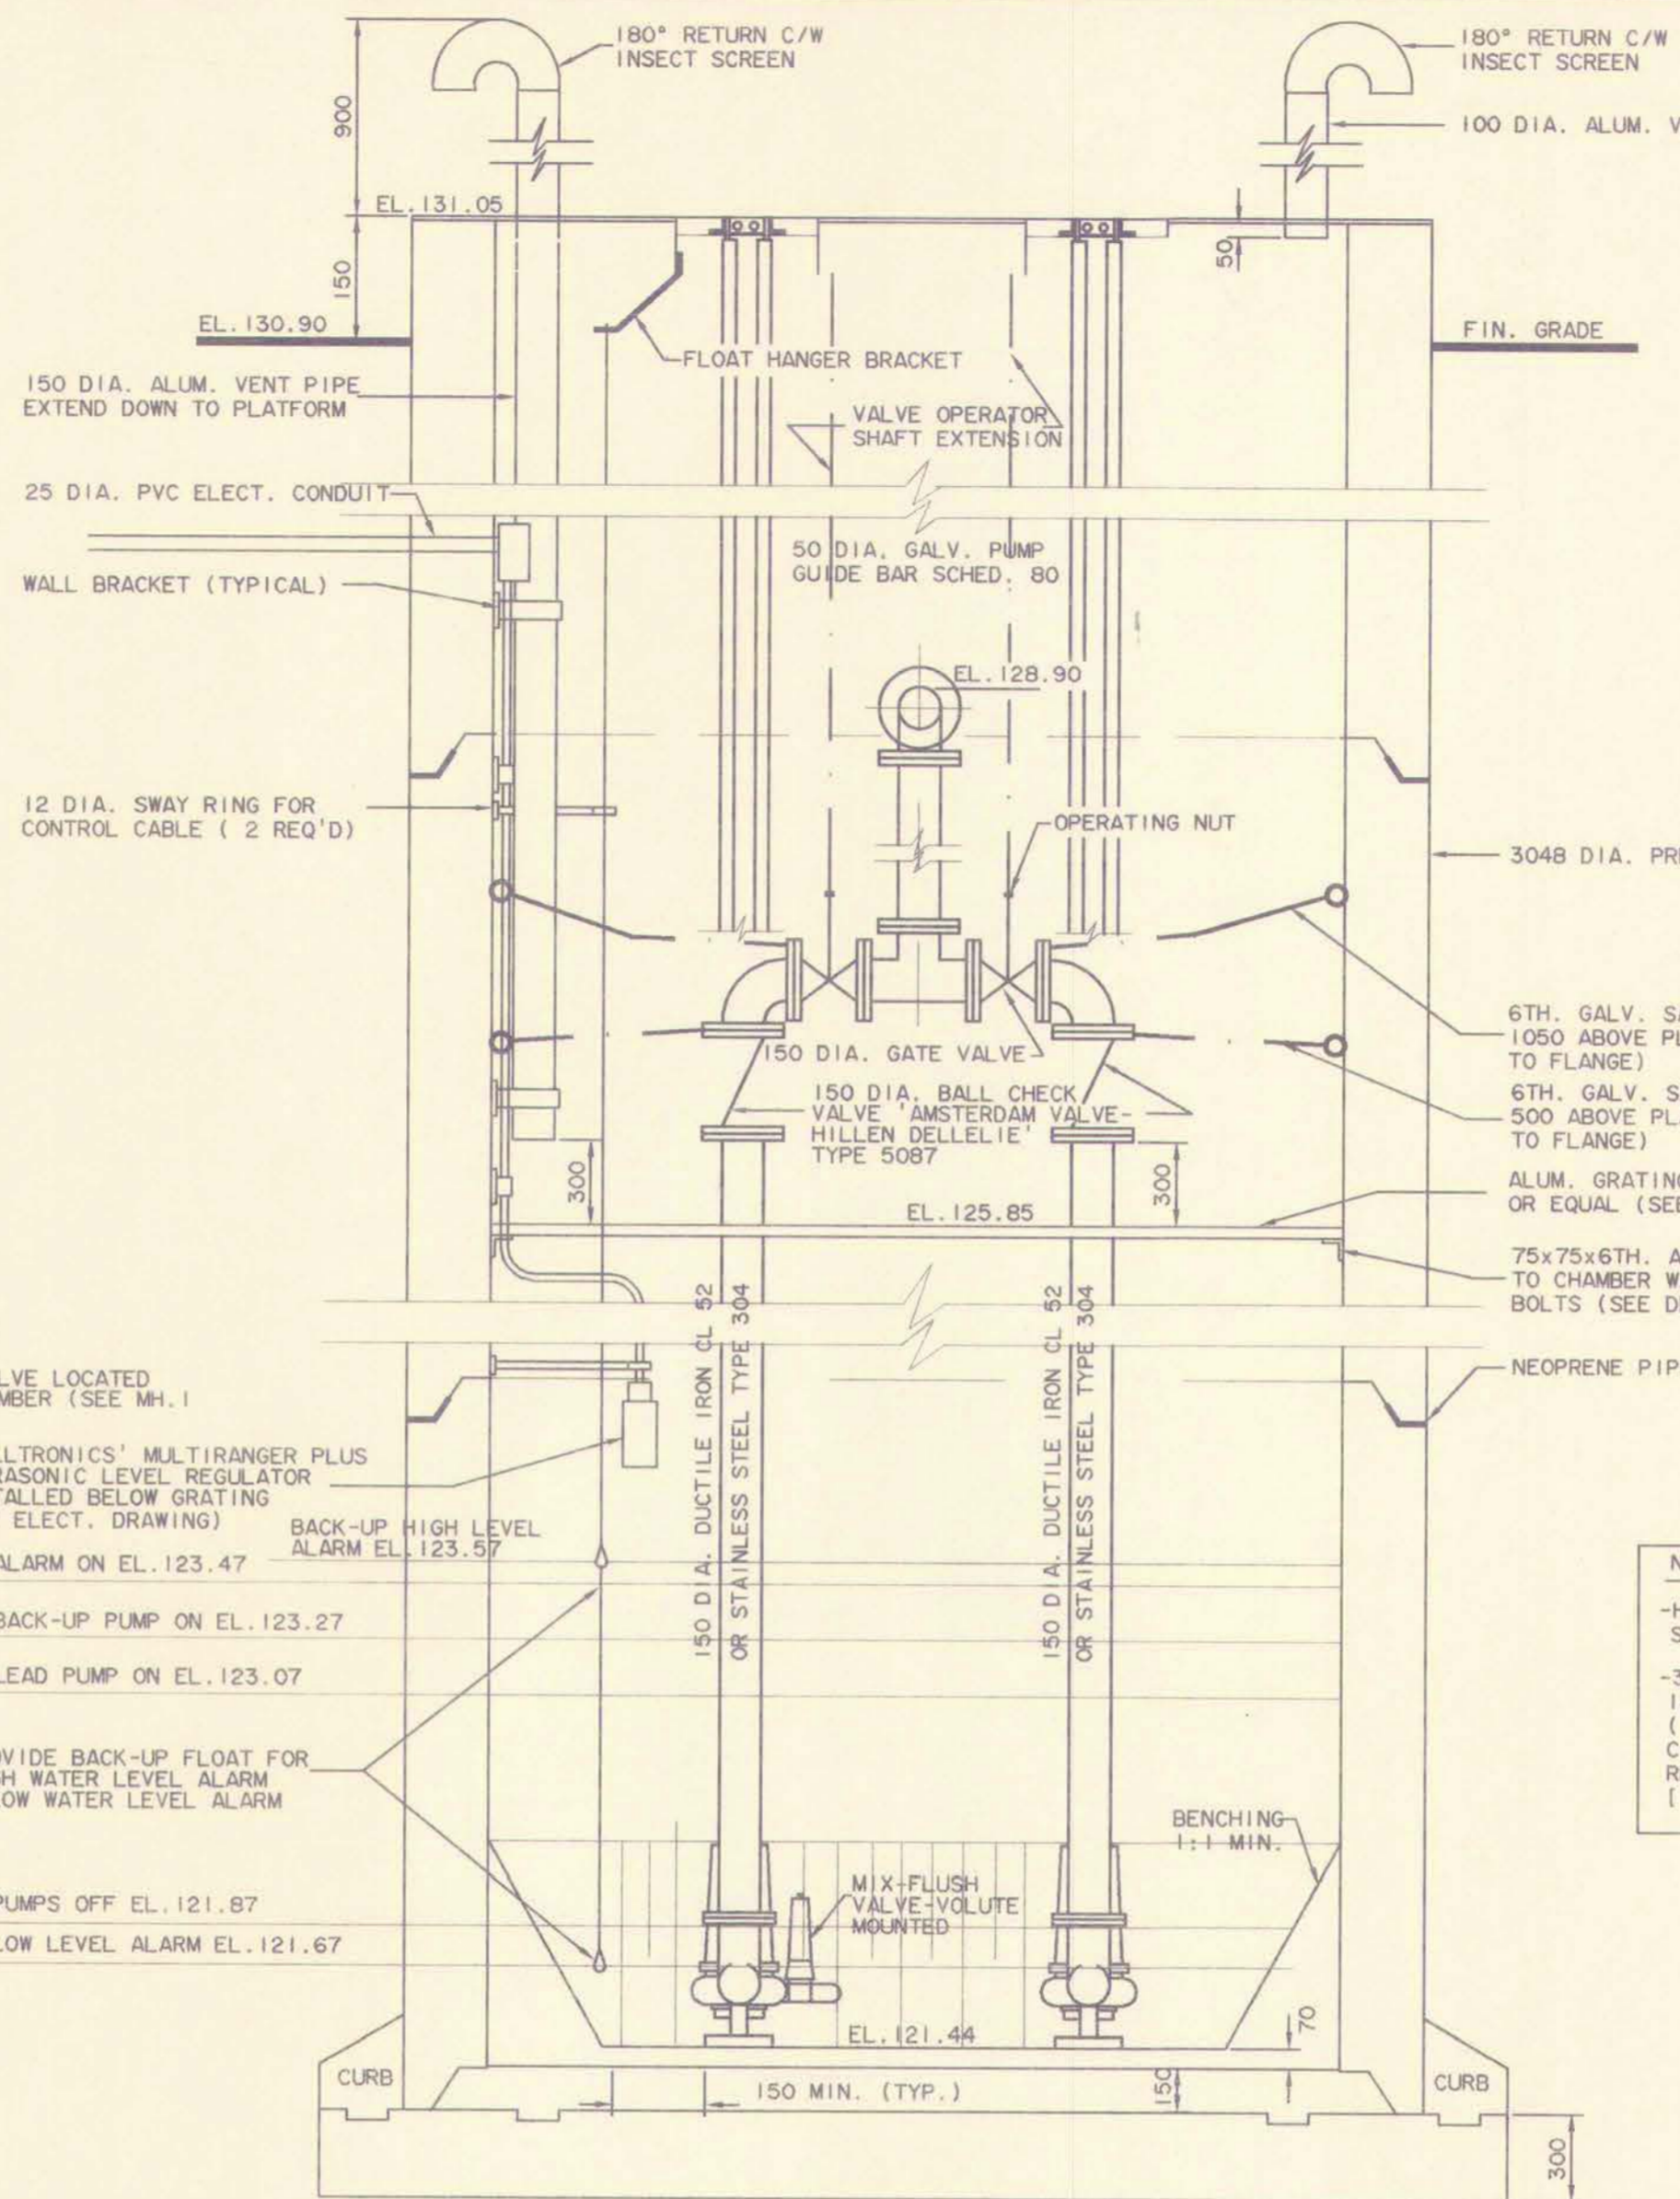 180° RETURN C/W
INSECT SCREEN
180° RETURN C/W
INSECT SCREEN
900
100 DIA. ALUM.
EL. 131.05
150
50
EL. 130.90
FIN. GRADE
FLOAT HANGER BRACKET
150 DIA. ALUM. VENT PIPE
EXTEND DOWN TO PLATFORM
VALVE OPERATOR
SHAFT EXTENSION
25 DIA. PVC ELECT. CONDUIT
50 DIA. GALV. PUMP
GUIDE BAR SCHED. 80
WALL BRACKET (TYPICAL)
EL. 128.90
12 DIA. SWAY RING FOR
CONTROL CABLE ( 2 REQ'D)
OPERATING NUT
3048 DIA.
6TH. GALV.
1050 ABOVE
TO FLANGE)
150 DIA. GATE VALVE
6TH. GALV.
500 ABOVE
TO FLANGE)
150 DIA. BALL CHECK
VALVE 'AMSTERDAM VALVE-
HILLEN DELLELIE'
TYPE 5087
300
300
ALUM. GRATING
OR EQUAL (SEE
EL. 125.85
75x75x6TH.
TO CHAMBER
BOLTS (SEE
150 DIA. DUCTILE IRON CL 52
OR STAINLESS STEEL TYPE 304
150 DIA. DUCTILE IRON CL 52
OR STAINLESS STEEL TYPE 304
LVE LOCATED
MBER (SEE MH.1
NEOPRENE PIP
LTRONICS' MULTIRANGER PLUS
RASONIC LEVEL REGULATOR
TALLED BELOW GRATING
ELECT. DRAWING)
BACK-UP HIGH LEVEL
ALARM EL. 123.57
ALARM ON EL. 123.47
BACK-UP PUMP ON EL. 123.27
LEAD PUMP ON EL. 123.07
VIDE BACK-UP FLOAT FOR
H WATER LEVEL ALARM
OW WATER LEVEL ALARM
BENCHING
1:1 MIN.
MIX-FLUSH
VALVE-VOLUTE
MOUNTED
PUMPS OFF EL. 121.87
LOW LEVEL ALARM EL. 121.67
EL. 121.44
70
CURB
150 MIN. (TYP.)
150
CURB
300